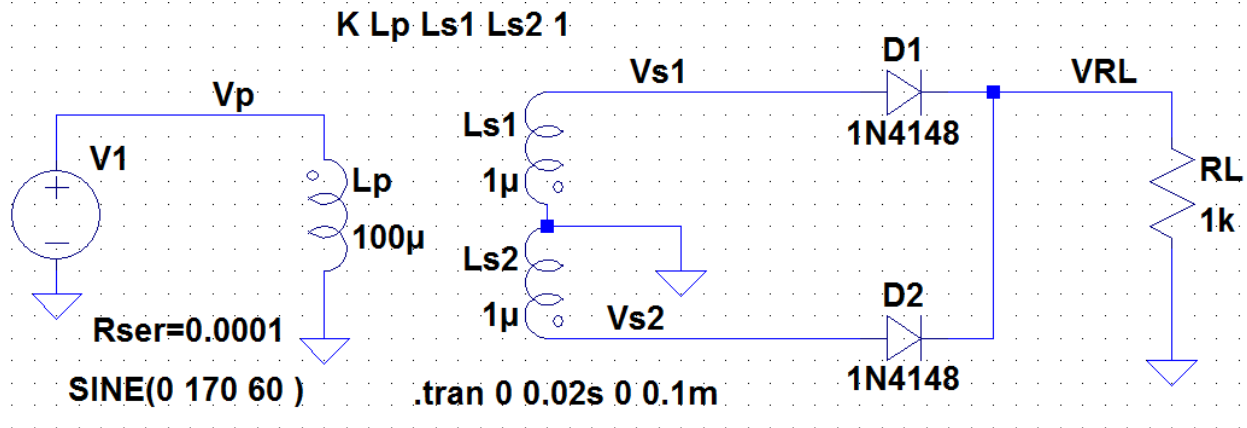 K Lp Ls1 Ls2 1
D1
Vs1
VRL
Vp
1N4148
Ls1
V1
1µ
Lp
RL
100µ
1k
Ls2
D2
1µ
Vs2
Rser=0.0001
1N4148
SINE(0 170 60 )
.tran 0 0.02s 0 0.1m